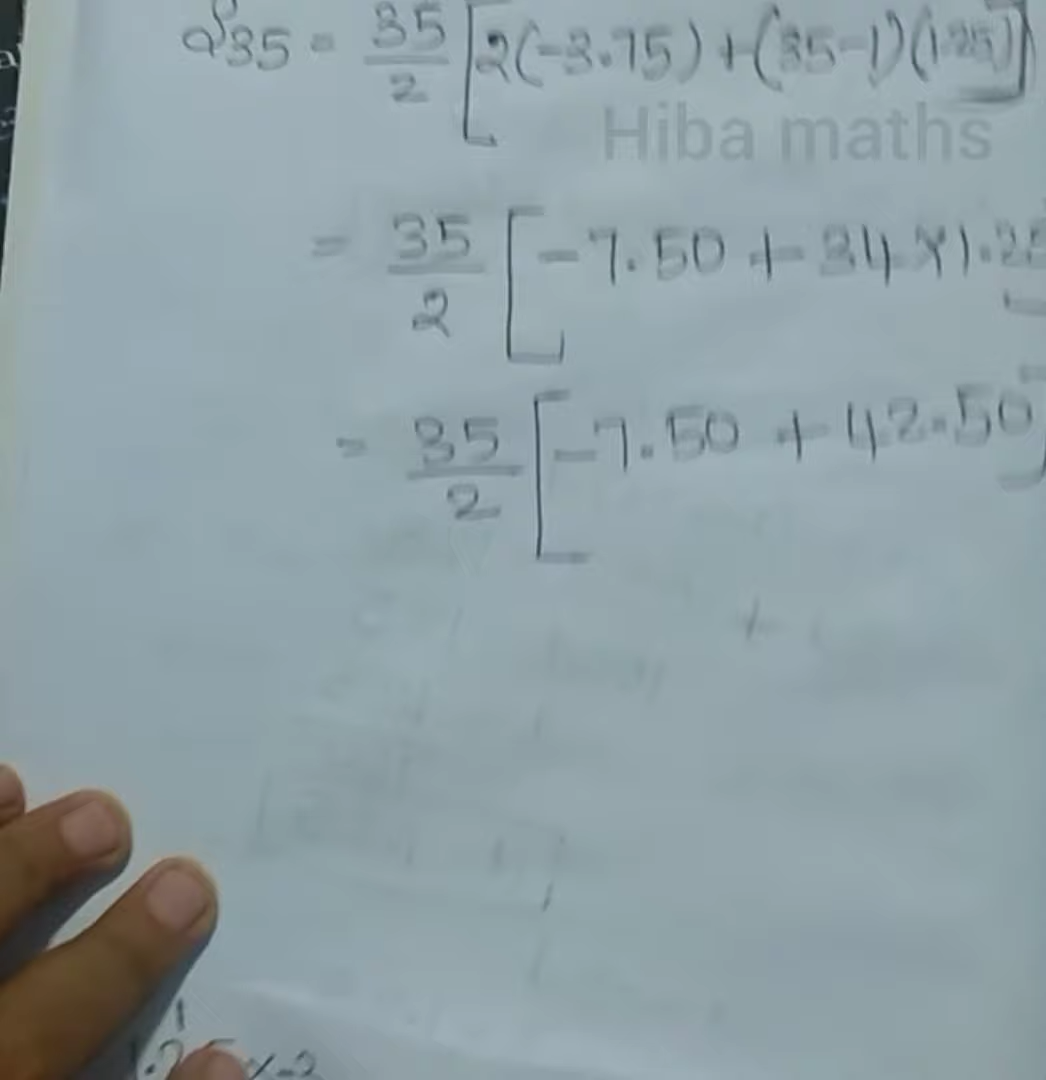 S35 = 35/2 [2(-3.75) + (35-1)(1.25)]
Hiba maths
= 35/2 [-7.50 + 34×1.25
= 35/2 [-7.50 + 42.50]